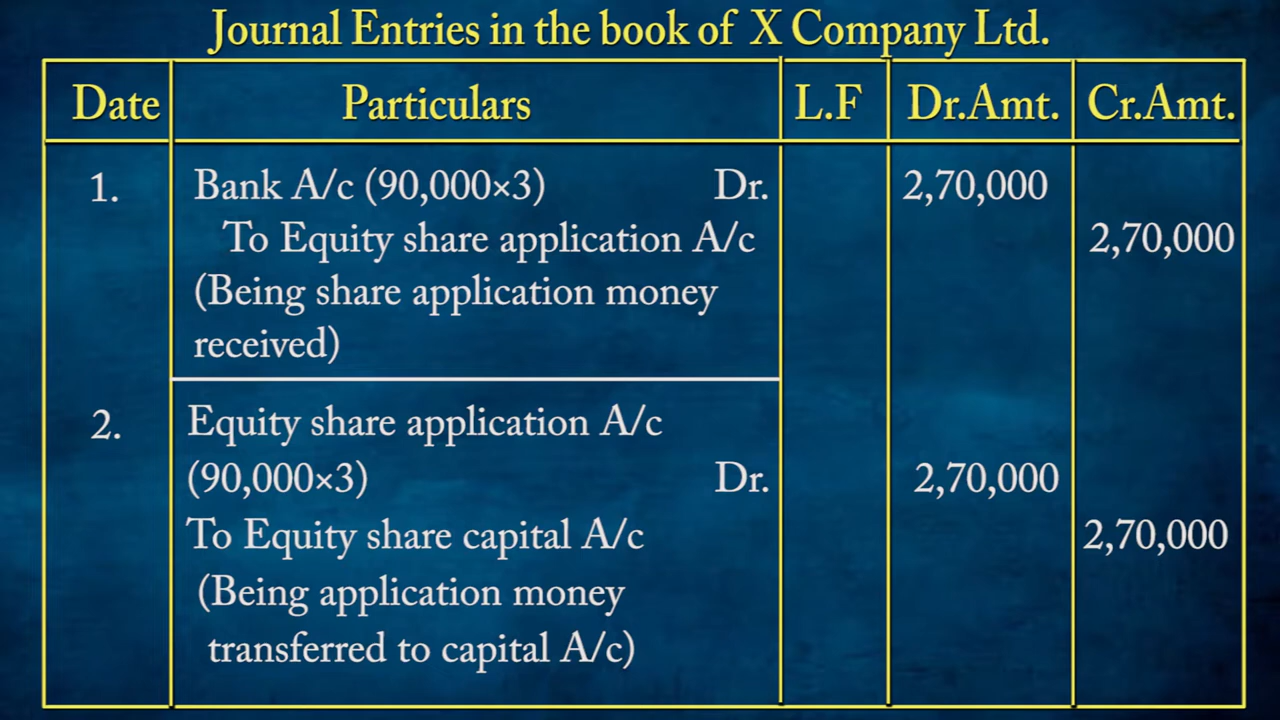 Journal Entries in the book of X Company Ltd.
Date Particulars L.F Dr.Amt. Cr.Amt.
1. Bank A/c (90,000×3) Dr. 2,70,000
To Equity share application A/c 2,70,000
(Being share application money
received)
2. Equity share application A/c
(90,000×3) Dr. 2,70,000
To Equity share capital A/c 2,70,000
(Being application money
transferred to capital A/c)